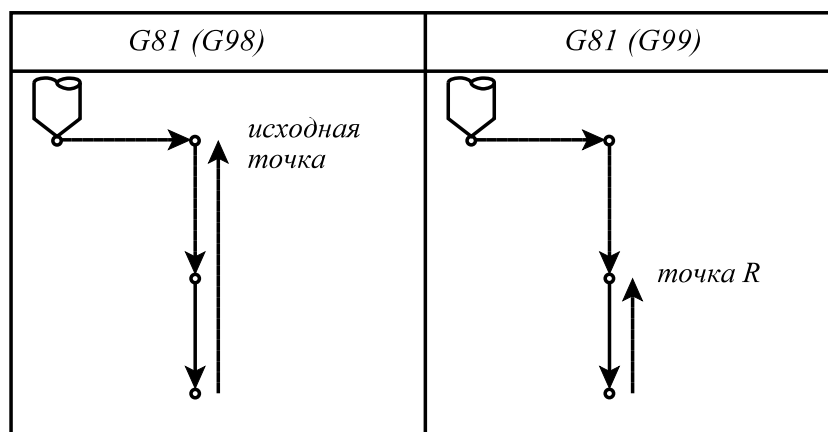 G81 (G98)
G81 (G99)
исходная
точка
точка R